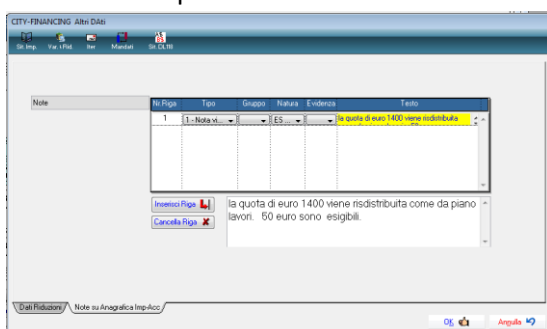 CITY-FINANCING Altri DAti
Str.Imp. Var. i Rid. Iter Mandati Str.OL111
Note
Nr.Riga Tipo Gruppo Natura Evidenza Testo
1 1 - Nota vi... ES ... la quota di euro 1400 viene risdistribuita
Inserisci Riga
Cancella Riga
la quota di euro 1400 viene risdistribuita come da piano
lavori. 50 euro sono esigibili.
Dati Riduzioni Note su Anagrafica Imp-Acc
OK Annulla